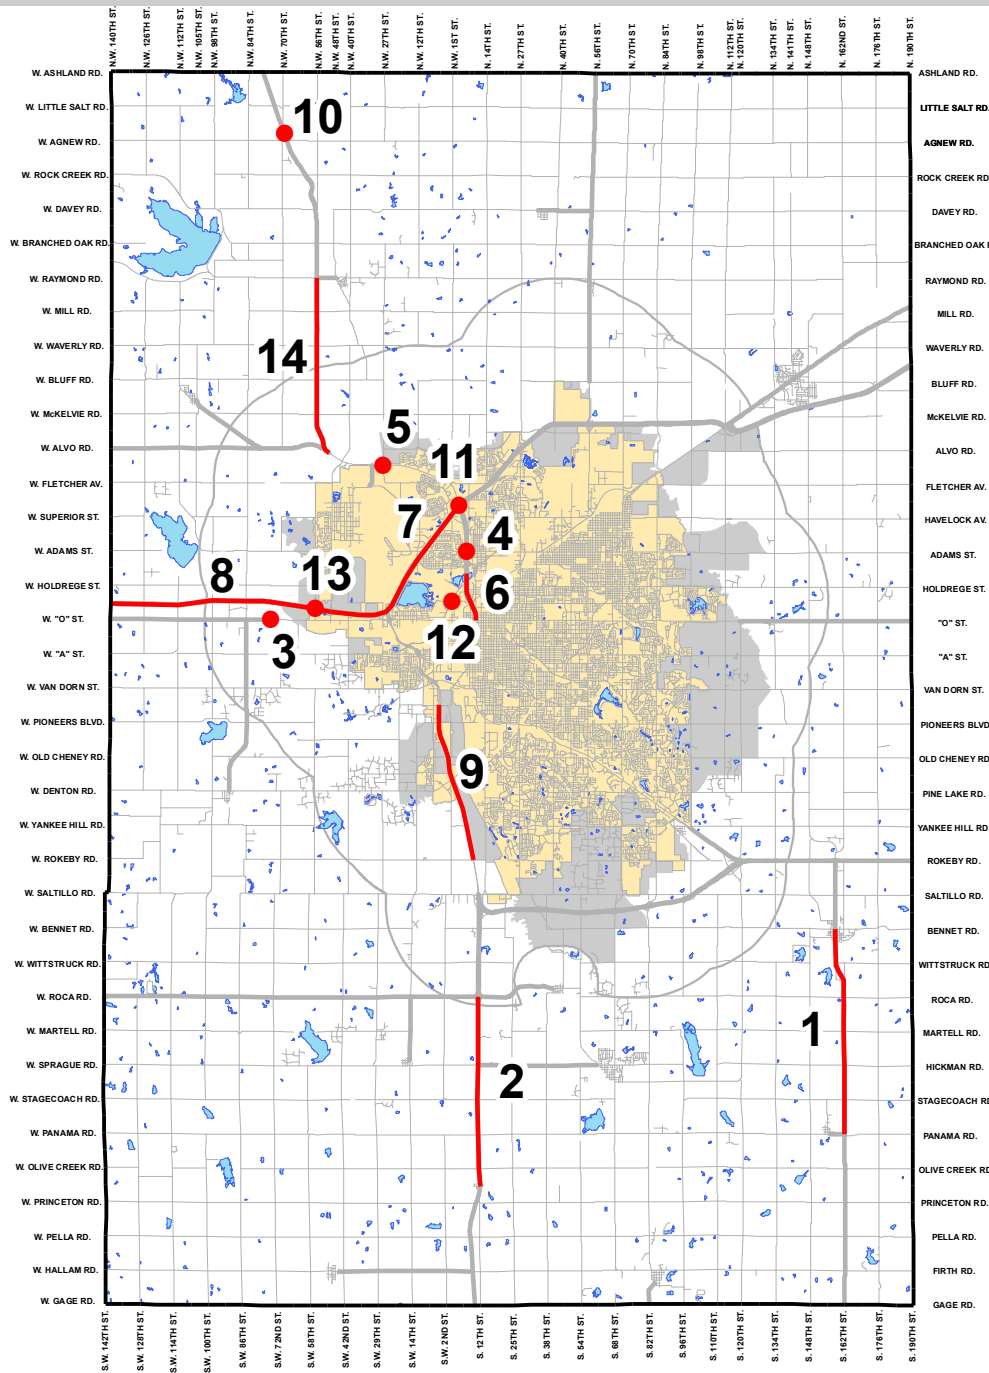 N.W. 140TH ST.
N.W. 126TH ST.
N.W. 112TH ST.
N.W. 105TH ST.
N.W. 98TH ST.
N.W. 84TH ST.
N.W. 70TH ST.
N.W. 56TH ST.
N.W. 48TH ST.
N.W. 40TH ST.
N.W. 27TH ST.
N.W. 12TH ST.
N.W. 1ST ST.
N. 14TH ST.
N. 27TH ST.
N. 40TH ST.
N. 56TH ST.
N. 70TH ST.
N. 84TH ST.
N. 98TH ST.
N. 112TH ST.
N. 120TH ST.
N. 134TH ST.
N. 141TH ST.
N. 148TH ST.
N. 162ND ST.
N. 176TH ST.
N. 190TH ST.
W. ASHLAND RD.
W. LITTLE SALT RD.
W. AGNEW RD.
W. ROCK CREEK RD.
W. DAVEY RD.
W. BRANCHED OAK RD.
W. RAYMOND RD.
W. MILL RD.
W. WAVERLY RD.
W. BLUFF RD.
W. McKELVIE RD.
W. ALVO RD.
W. FLETCHER AV.
W. SUPERIOR ST.
W. ADAMS ST.
W. HOLDREGE ST.
W. "O" ST.
W. "A" ST.
W. VAN DORN ST.
W. PIONEERS BLVD.
W. OLD CHENEY RD.
W. DENTON RD.
W. YANKEE HILL RD.
W. ROKEBY RD.
W. SALTILLO RD.
W. BENNET RD.
W. WITTSTRUCK RD.
W. ROCA RD.
W. MARTELL RD.
W. SPRAGUE RD.
W. STAGECOACH RD.
W. PANAMA RD.
W. OLIVE CREEK RD.
W. PRINCETON RD.
W. PELLA RD.
W. HALLAM RD.
W. GAGE RD.
10
14
5
11
7
4
8
13
6
3
12
9
1
2
ASHLAND RD.
LITTLE SALT RD.
AGNEW RD.
ROCK CREEK RD.
DAVEY RD.
BRANCHED OAK R
RAYMOND RD.
MILL RD.
WAVERLY RD.
BLUFF RD.
McKELVIE RD.
ALVO RD.
FLETCHER AV.
HAVELOCK AV.
ADAMS ST.
HOLDREGE ST.
"O" ST.
"A" ST.
VAN DORN ST.
PIONEERS BLVD
OLD CHENEY RD.
PINE LAKE RD.
YANKEE HILL RD.
ROKEBY RD.
SALTILLO RD.
BENNET RD.
WITTSTRUCK RD
ROCA RD.
MARTELL RD.
HICKMAN RD.
STAGECOACH RD
PANAMA RD.
OLIVE CREEK RD
PRINCETON RD.
PELLA RD.
FIRTH RD.
GAGE RD.
S.W. 142TH ST.
S.W. 128TH ST.
S.W. 114TH ST.
S.W. 100TH ST.
S.W. 86TH ST.
S.W. 72ND ST.
S.W. 58TH ST.
S.W. 42ND ST.
S.W. 29TH ST.
S.W. 14TH ST.
S.W. 2ND ST.
S. 12TH ST.
S. 25TH ST.
S. 38TH ST.
S. 54TH ST.
S. 68TH ST.
S. 82TH ST.
S. 96TH ST.
S. 110TH ST.
S. 120TH ST.
S. 134TH ST.
S. 148TH ST.
S. 162TH ST.
S. 176TH ST.
S. 190TH ST.